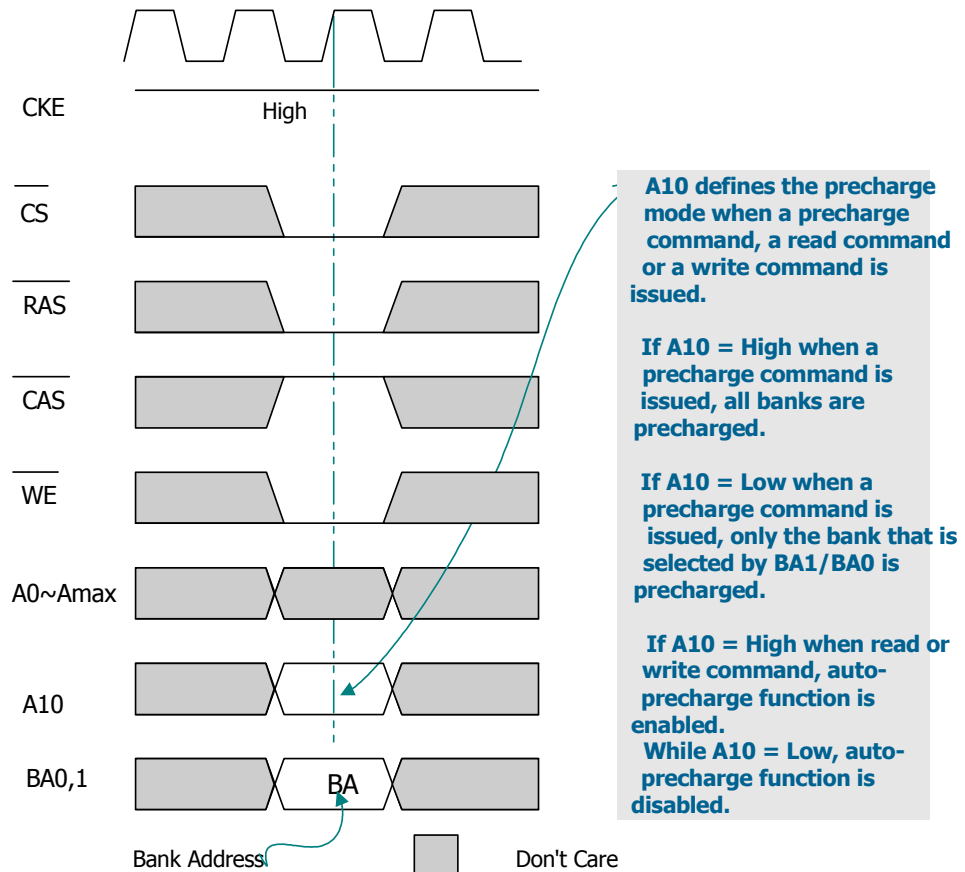 CKE
High
CS
RAS
CAS
WE
A0~Amax
A10
BA0,1
BA
Bank Address
Don't Care
A10 defines the precharge
mode when a precharge
command, a read command
or a write command is
issued.
If A10 = High when a
precharge command is
issued, all banks are
precharged.
If A10 = Low when a
precharge command is
issued, only the bank that is
selected by BA1/BA0 is
precharged.
If A10 = High when read or
write command, auto-
precharge function is
enabled.
While A10 = Low, auto-
precharge function is
disabled.